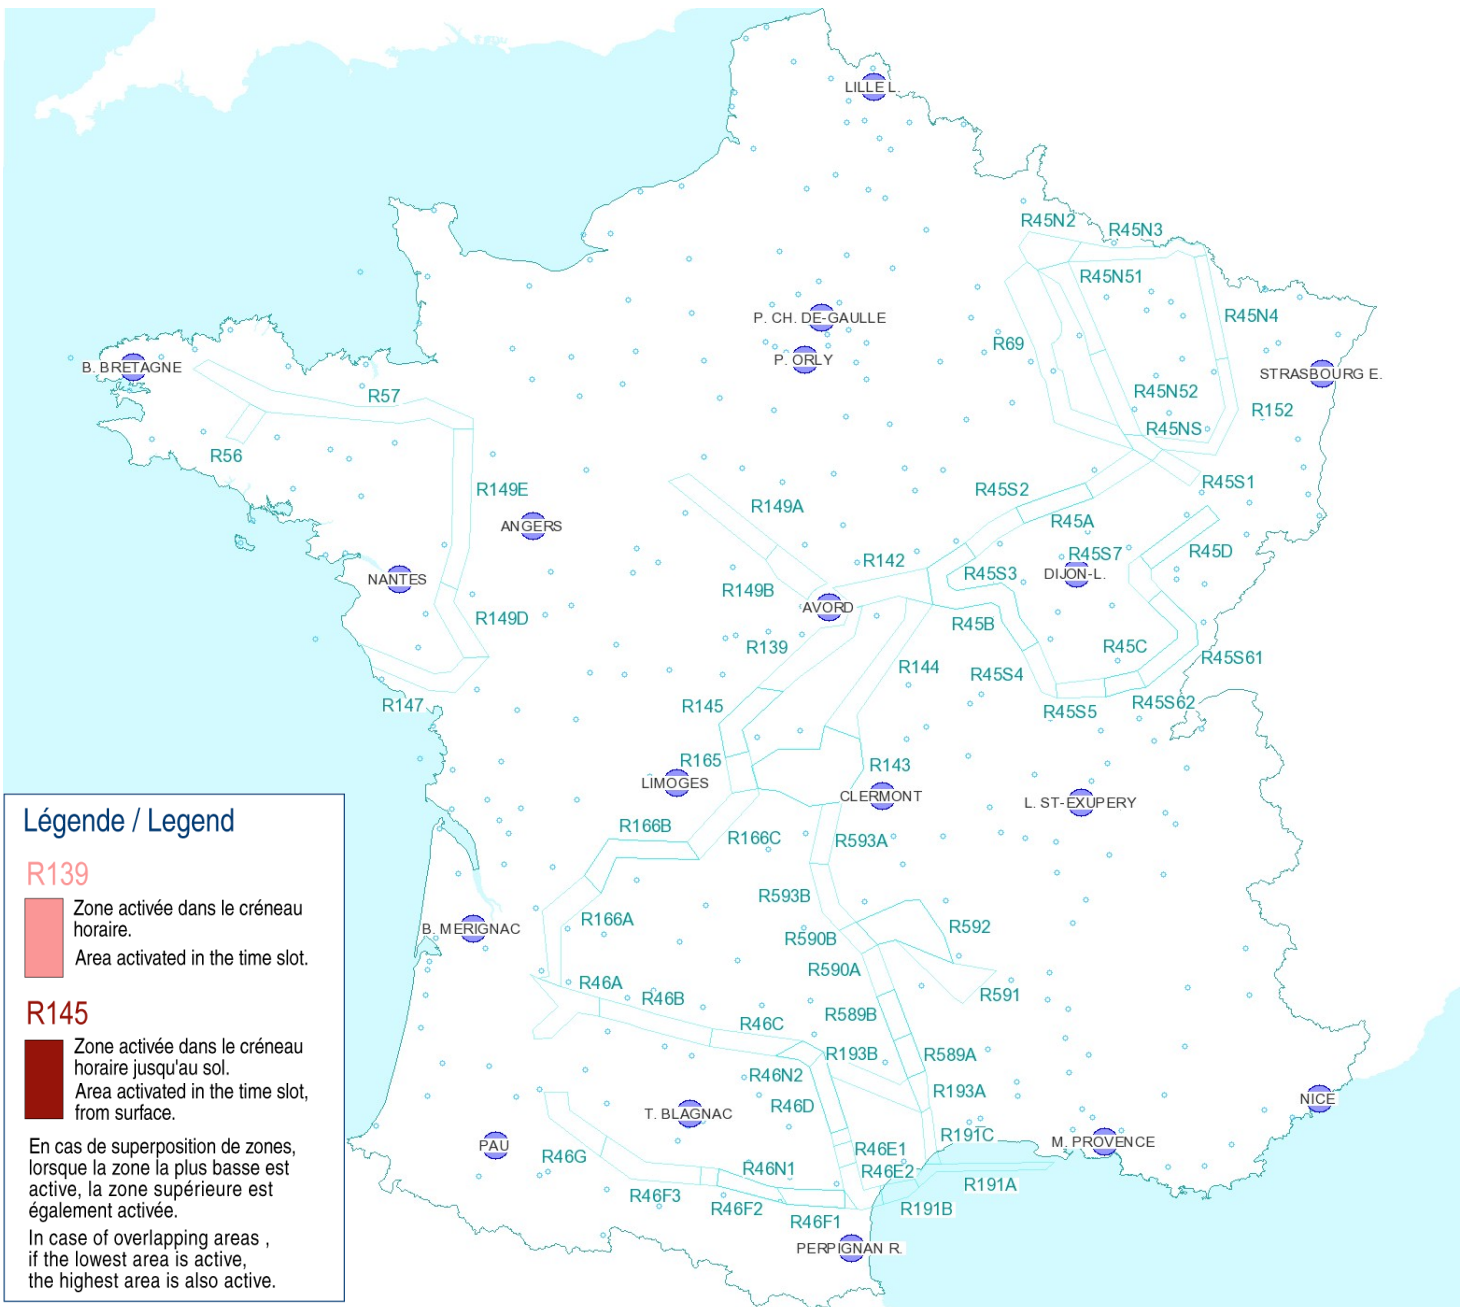 LILLE L.
R45N2
R45N3
R45N51
P. CH. DE-GAULLE
R45N4
R69
P. ORLY
B. BRETAGNE
STRASBOURG E.
R57
R45N52
R152
R45NS
R56
R149E
R45S2
R45S1
R149A
ANGERS
R45A
R45S7
R45D
R142
NANTES
R45S3
DIJON-L.
R149B
AVORD
R149D
R45B
R139
R45C
R45S61
R144
R45S4
R147
R145
R45S5
R45S62
R165
R143
LIMOGES
CLERMONT
L. ST-EXUPERY
R166B
R166C
R593A
R593B
R166A
B. MERIGNAC
R590B
R592
R590A
R46A
R46B
R591
R46C
R589B
R193B
R589A
R46N2
R193A
R46D
T. BLAGNAC
NICE
PAU
R191C
M. PROVENCE
R46G
R46E1
R46N1
R46E2
R191A
R46F3
R46F2
R191B
R46F1
PERPIGNAN R.
Légende / Legend
R139
Zone activée dans le créneau
horaire.
Area activated in the time slot.
R145
Zone activée dans le créneau
horaire jusqu'au sol.
Area activated in the time slot,
from surface.
En cas de superposition de zones,
lorsque la zone la plus basse est
active, la zone supérieure est
également activée.
In case of overlapping areas ,
if the lowest area is active,
the highest area is also active.